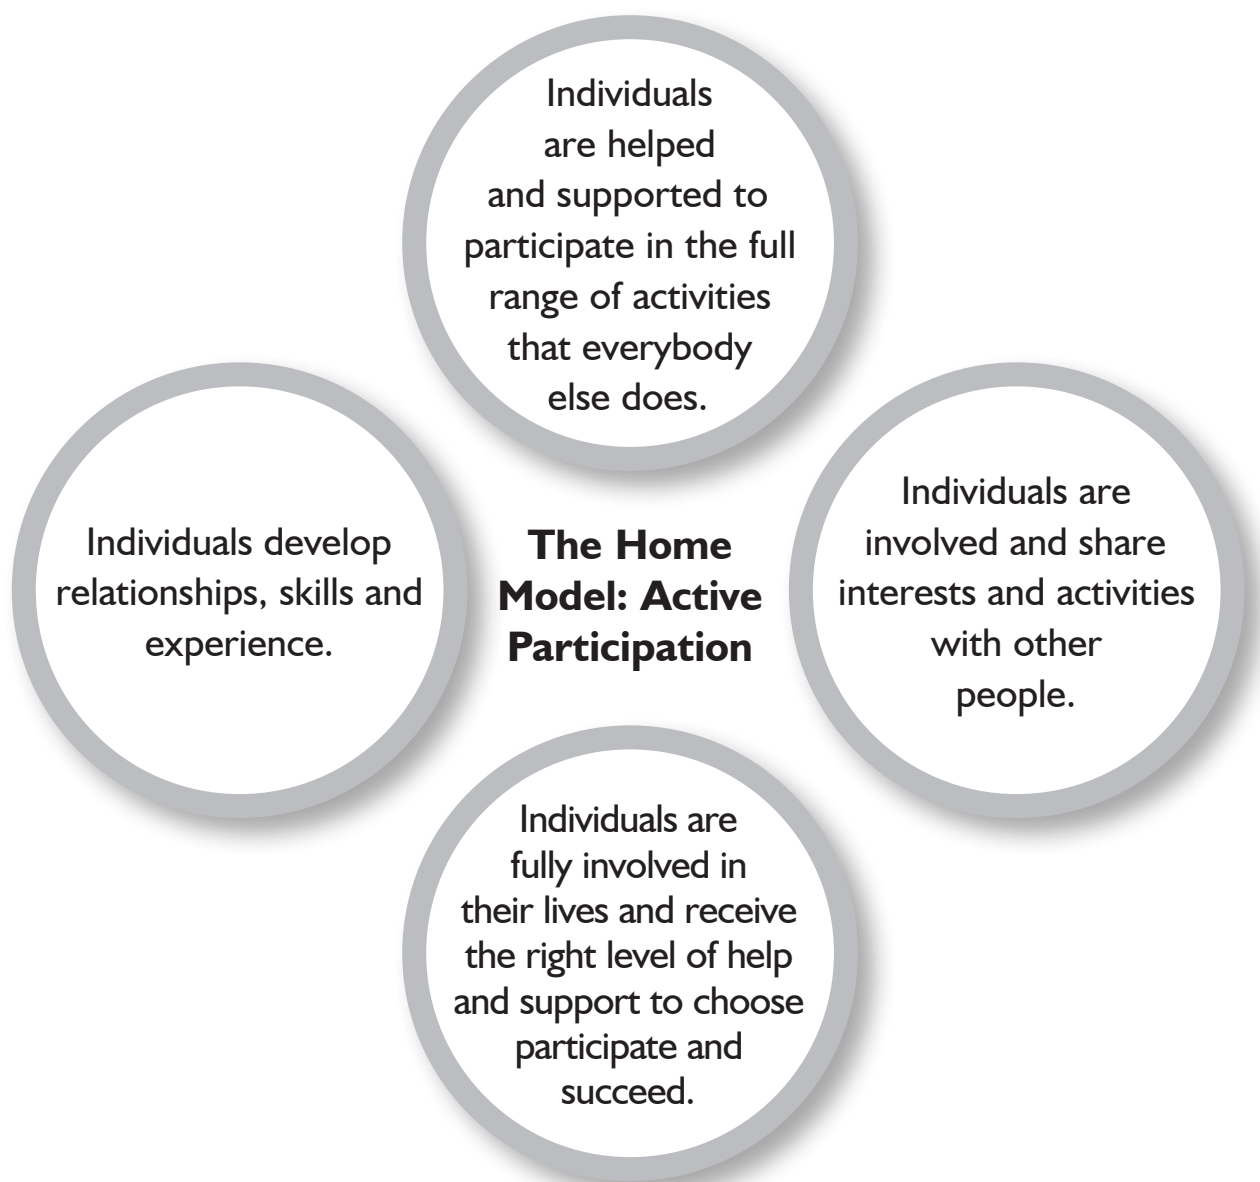 Individuals
are helped
and supported to
participate in the full
range of activities
that everybody
else does.
Individuals develop
relationships, skills and
experience.
The Home
Model: Active
Participation
Individuals are
involved and share
interests and activities
with other
people.
Individuals are
fully involved in
their lives and receive
the right level of help
and support to choose
participate and
succeed.